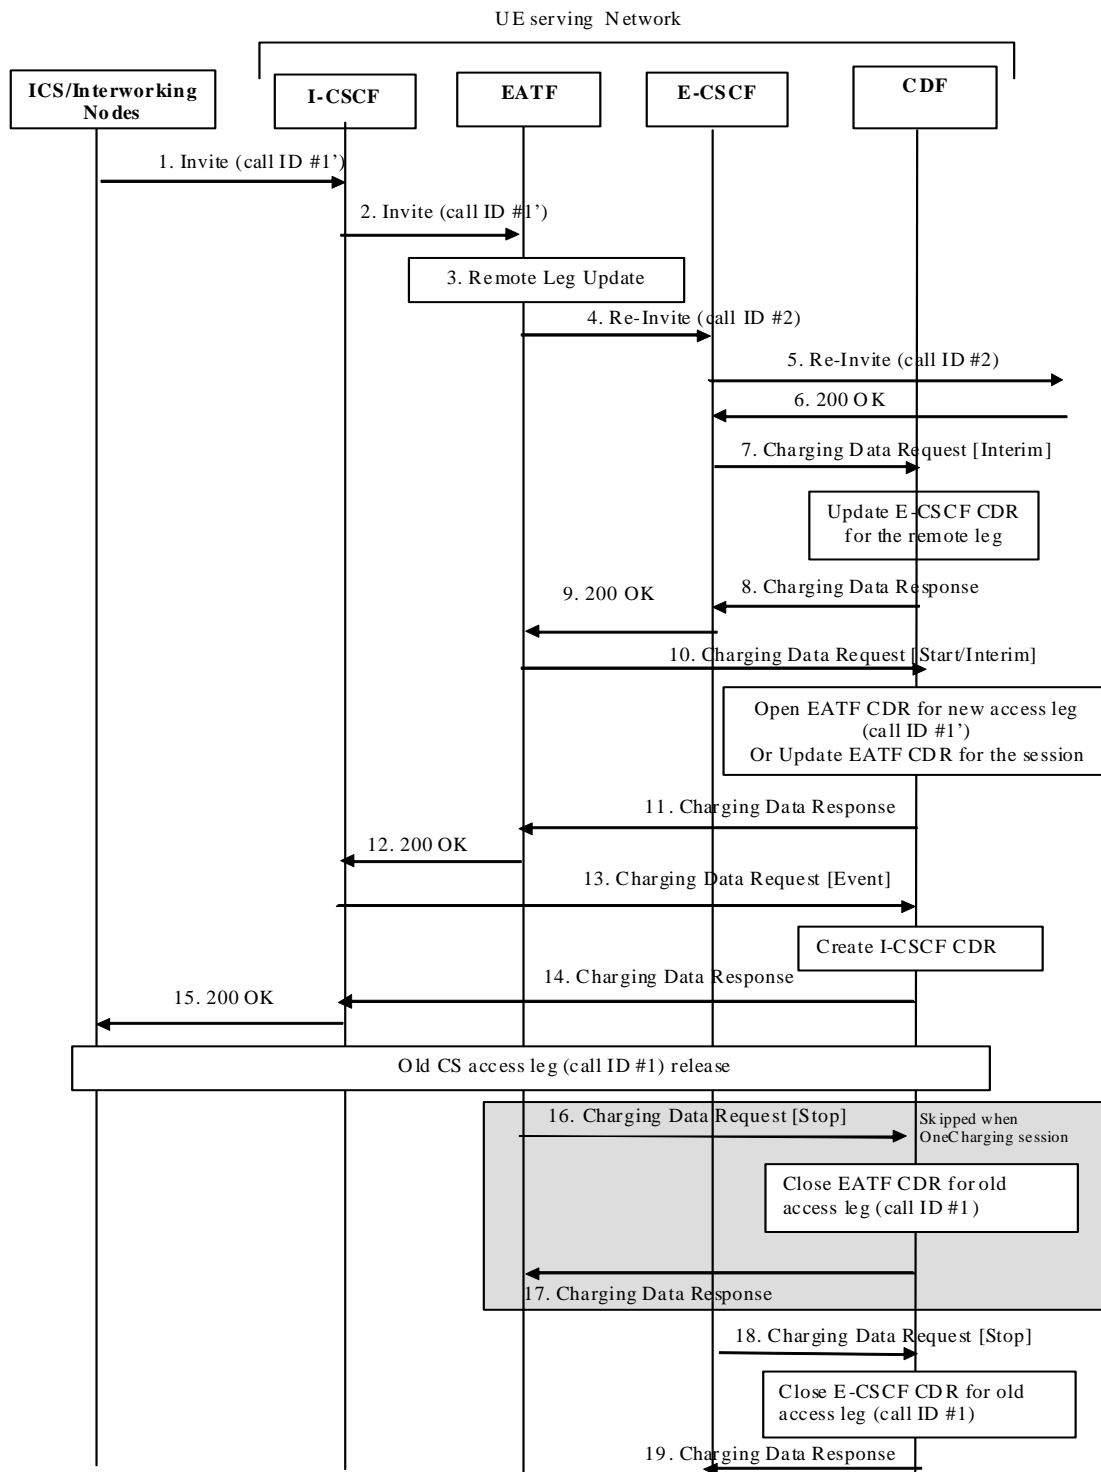 UE serving Network
ICS/Interworking
Nodes
I-CSCF
EATF
E-CSCF
CDF
1. Invite (call ID #1’)
2. Invite (call ID #1’)
3. Remote Leg Update
4. Re-Invite (call ID #2)
5. Re-Invite (call ID #2)
6. 200 OK
7. Charging Data Request [Interim]
Update E-CSCF CDR
for the remote leg
8. Charging Data Response
9. 200 OK
10. Charging Data Request [Start/Interim]
Open EATF CDR for new access leg
(call ID #1’)
Or Update EATF CDR for the session
11. Charging Data Response
12. 200 OK
13. Charging Data Request [Event]
Create I-CSCF CDR
14. Charging Data Response
15. 200 OK
Old CS access leg (call ID #1) release
16. Charging Data Request [Stop]
Skipped when
OneCharging session
Close EATF CDR for old
access leg (call ID #1)
17. Charging Data Response
18. Charging Data Request [Stop]
Close E-CSCF CDR for old
access leg (call ID #1)
19. Charging Data Response